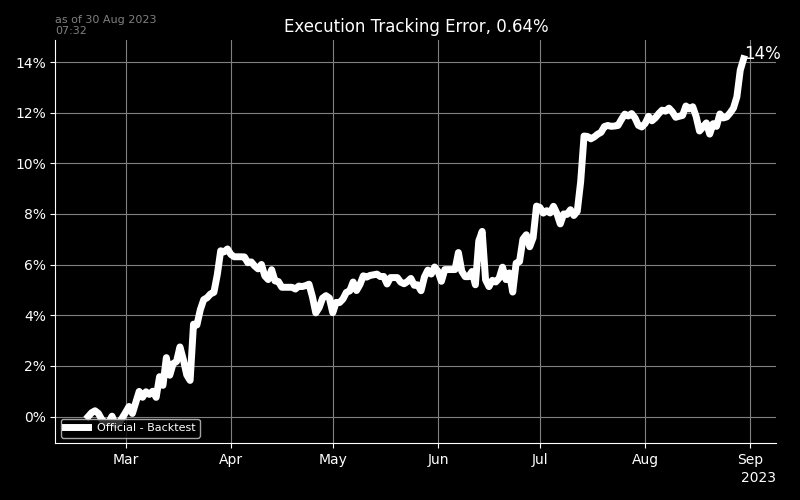 as of 30 Aug 2023
07:32
Execution Tracking Error, 0.64%
14%
14%
12%
10%
8%
6%
4%
2%
0%
Official - Backtest
Mar Apr May Jun Jul Aug Sep
2023